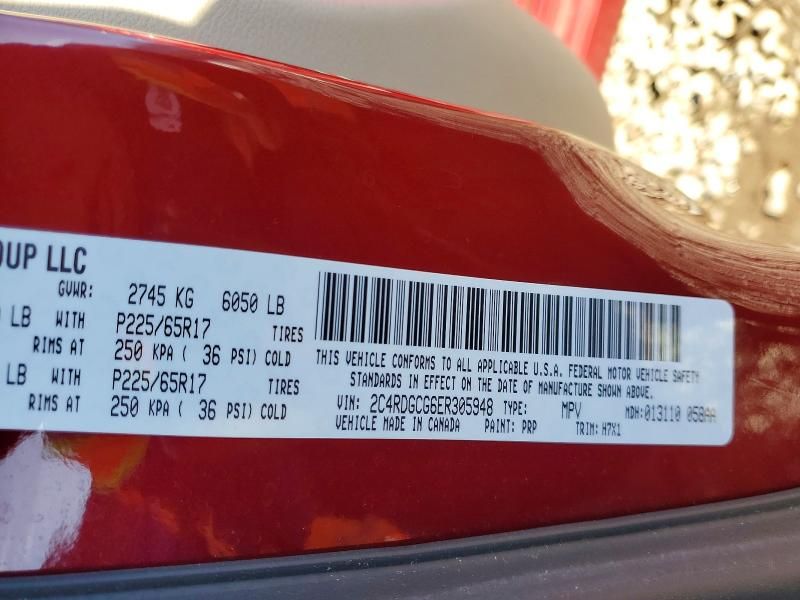 OUP LLC
GVWR: 2745 KG 6050 LB
LB WITH P225/65R17 TIRES
RIMS AT 250 KPA ( 36 PSI) COLD
LB WITH P225/65R17 TIRES
RIMS AT 250 KPA ( 36 PSI) COLD
THIS VEHICLE CONFORMS TO ALL APPLICABLE U.S.A. FEDERAL MOTOR VEHICLE SAFETY
STANDARDS IN EFFECT ON THE DATE OF MANUFACTURE SHOWN ABOVE.
VIN: 2C4RDGCG6ER305948 TYPE: MPV MDH: 013110 058AA
VEHICLE MADE IN CANADA PAINT: PRP TRIM: H7X1